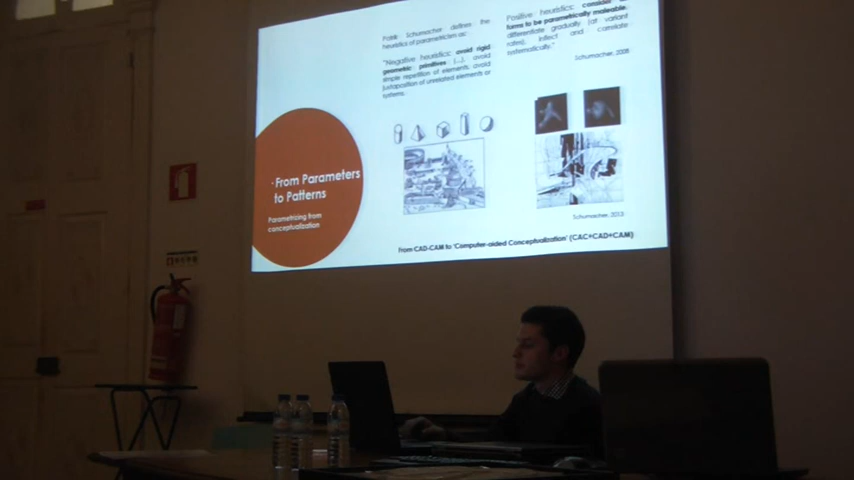 · From Parameters
to Patterns
Parametrizing from
conceptualization
Patrik Schumacher defines the
heuristics of parametricism as:
"Negative heuristics: avoid rigid
geometric primitives (...), avoid
simple repetition of elements, avoid
juxtaposition of unrelated elements or
systems.
Positive heuristics: consider
forms to be parametrically maleable,
differentiate gradually (at variant
rates), inflect and correlate
systematically."
Schumacher,
Schumacher,
From CAD-CAM to 'Computer-aided Conceptualization' (CAC+CAD+CAM)